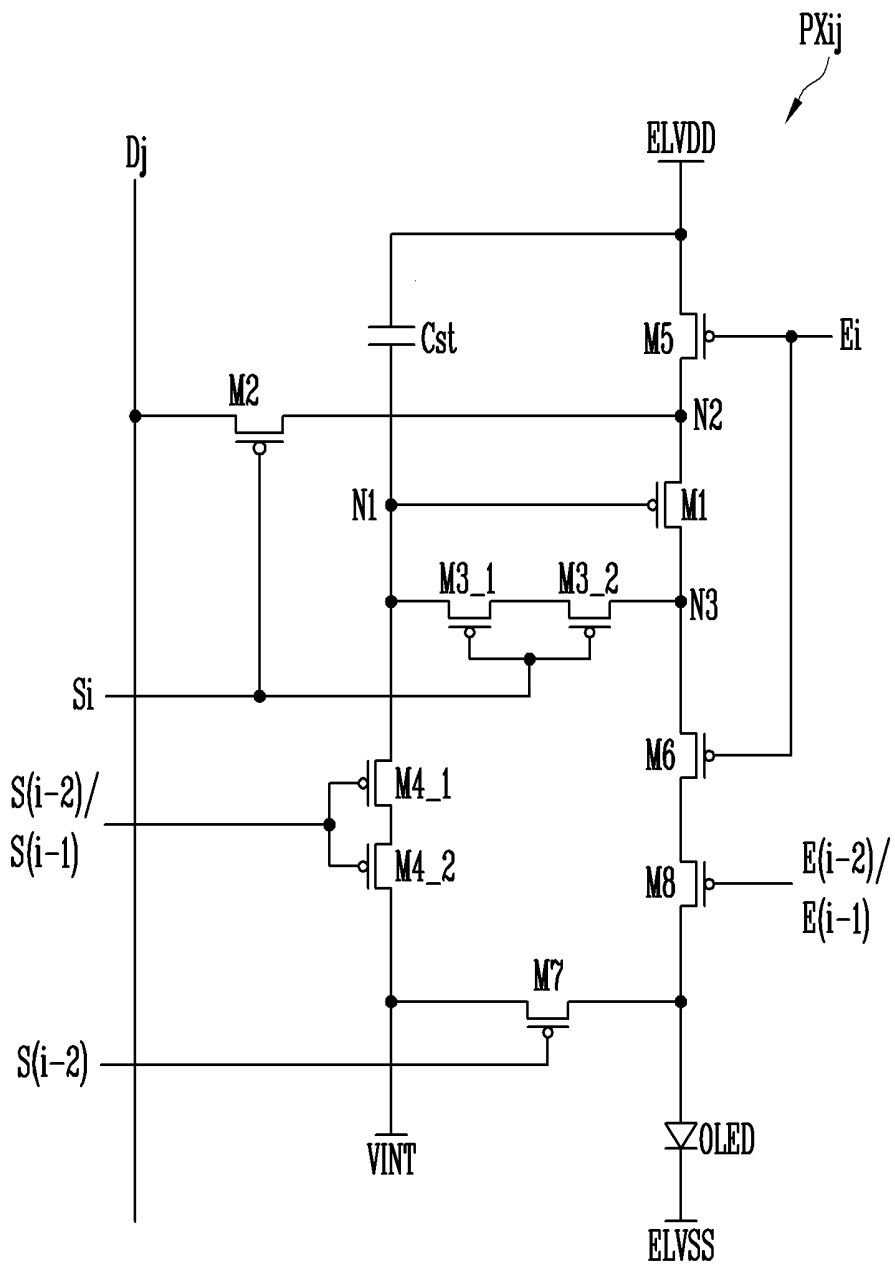 PXij
ELVDD
Dj
Cst
M5
Ei
M2
N2
N1
M1
M3_1
M3_2
N3
Si
M6
S(i-2)/
S(i-1)
M4_1
M4_2
M8
E(i-2)/
E(i-1)
M7
S(i-2)
VINT
OLED
ELVSS